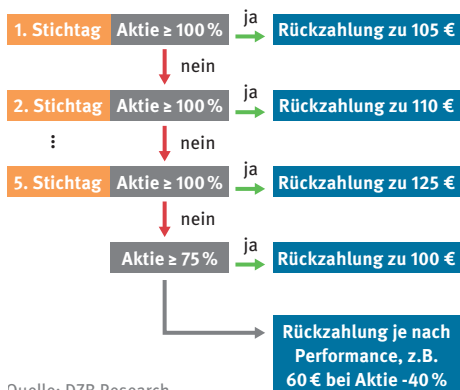 1. Stichtag Aktie ≥ 100 % ja Rückzahlung zu 105 €
nein
2. Stichtag Aktie ≥ 100 % ja Rückzahlung zu 110 €
⋮ nein
5. Stichtag Aktie ≥ 100 % ja Rückzahlung zu 125 €
nein
Aktie ≥ 75 % ja Rückzahlung zu 100 €
Rückzahlung je nach
Performance, z.B.
60 € bei Aktie -40 %
Quelle: DZB Research